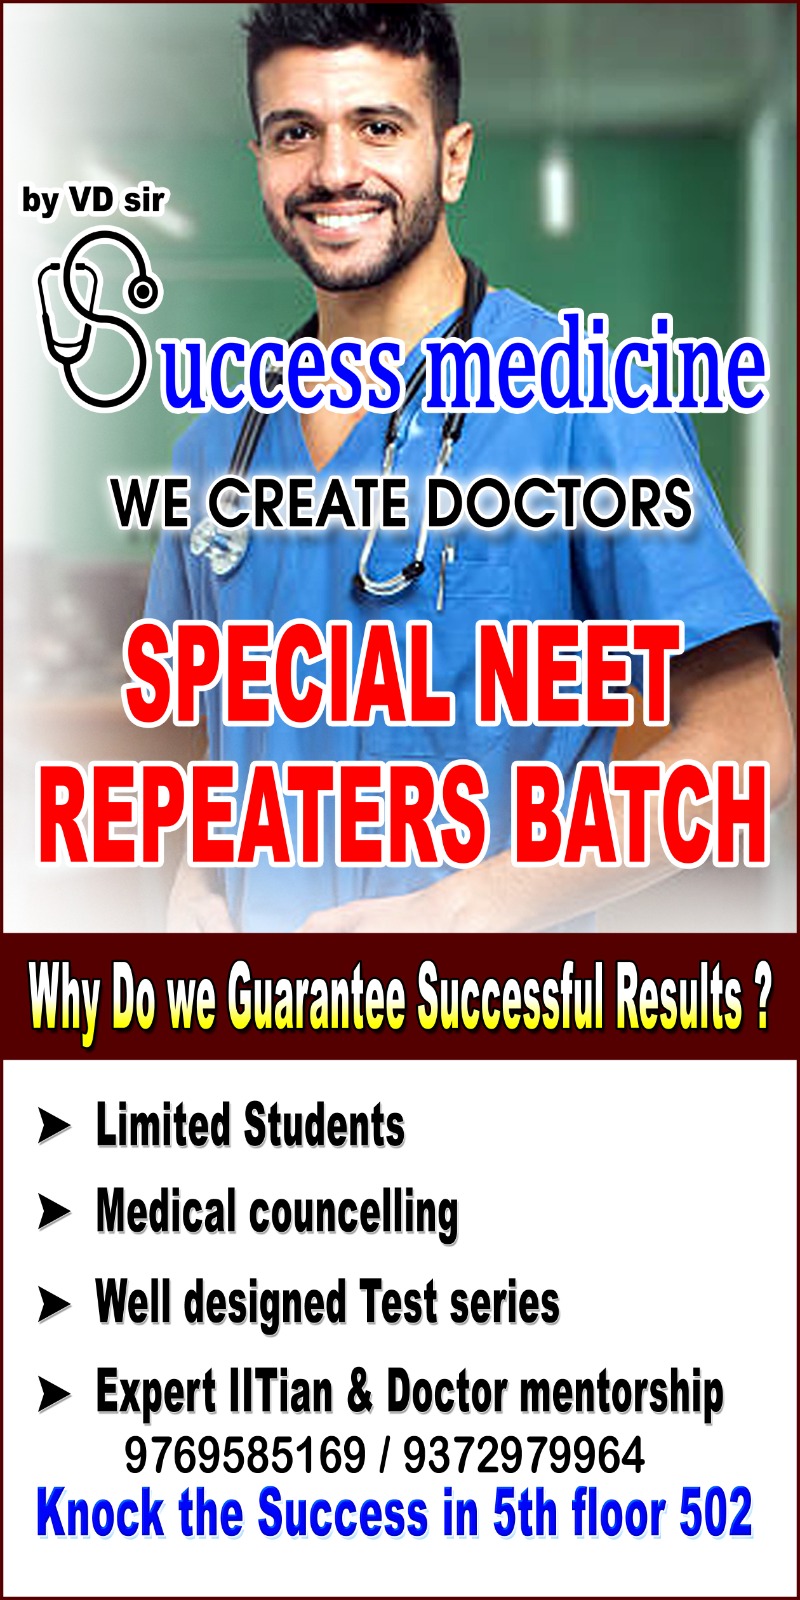 by VD sir
Success medicine
WE CREATE DOCTORS
SPECIAL NEET
REPEATERS BATCH
Why Do we Guarantee Successful Results ?
➤ Limited Students
➤ Medical councelling
➤ Well designed Test series
➤ Expert IITian & Doctor mentorship
9769585169 / 9372979964
Knock the Success in 5th floor 502